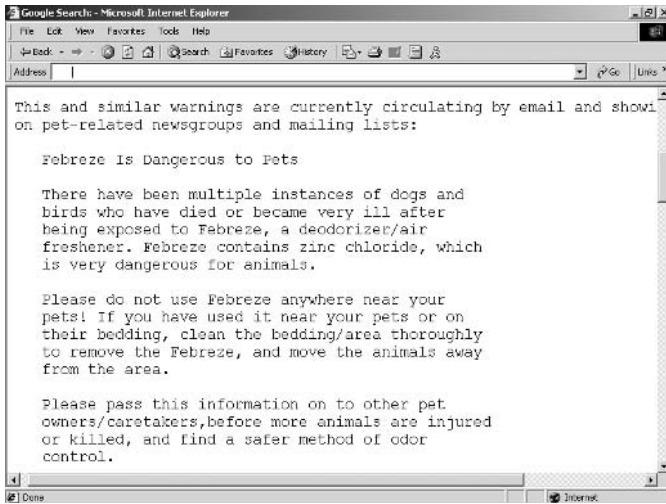 Google Search: - Microsoft Internet Explorer
File Edit View Favorites Tools Help
Back Search Favorites History
Address Go Links
This and similar warnings are currently circulating by email and showi
on pet-related newsgroups and mailing lists:
Febreze Is Dangerous to Pets
There have been multiple instances of dogs and
birds who have died or became very ill after
being exposed to Febreze, a deodorizer/air
freshener. Febreze contains zinc chloride, which
is very dangerous for animals.
Please do not use Febreze anywhere near your
pets! If you have used it near your pets or on
their bedding, clean the bedding/area thoroughly
to remove the Febreze, and move the animals away
from the area.
Please pass this information on to other pet
owners/caretakers,before more animals are injured
or killed, and find a safer method of odor
control.
Done Internet